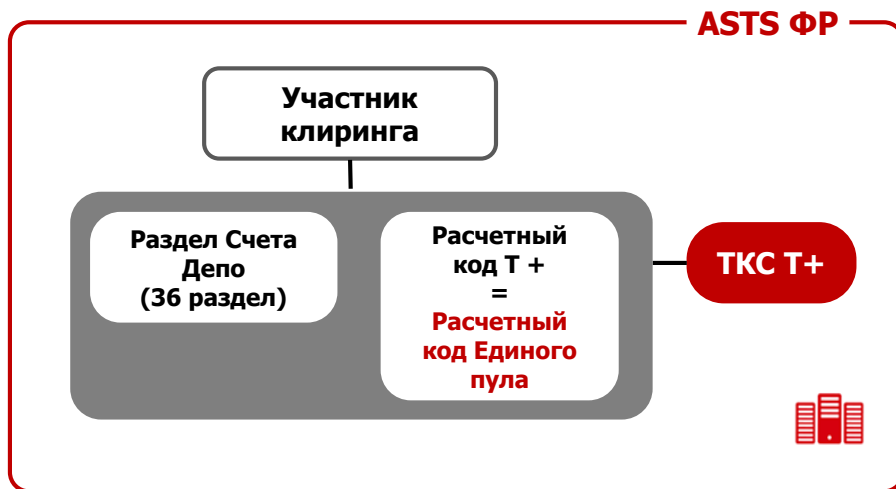 ASTS ФР
Участник
клиринга
Раздел Счета
Депо
(36 раздел)
Расчетный
код Т +
=
Расчетный
код Единого
пула
ТКС Т+